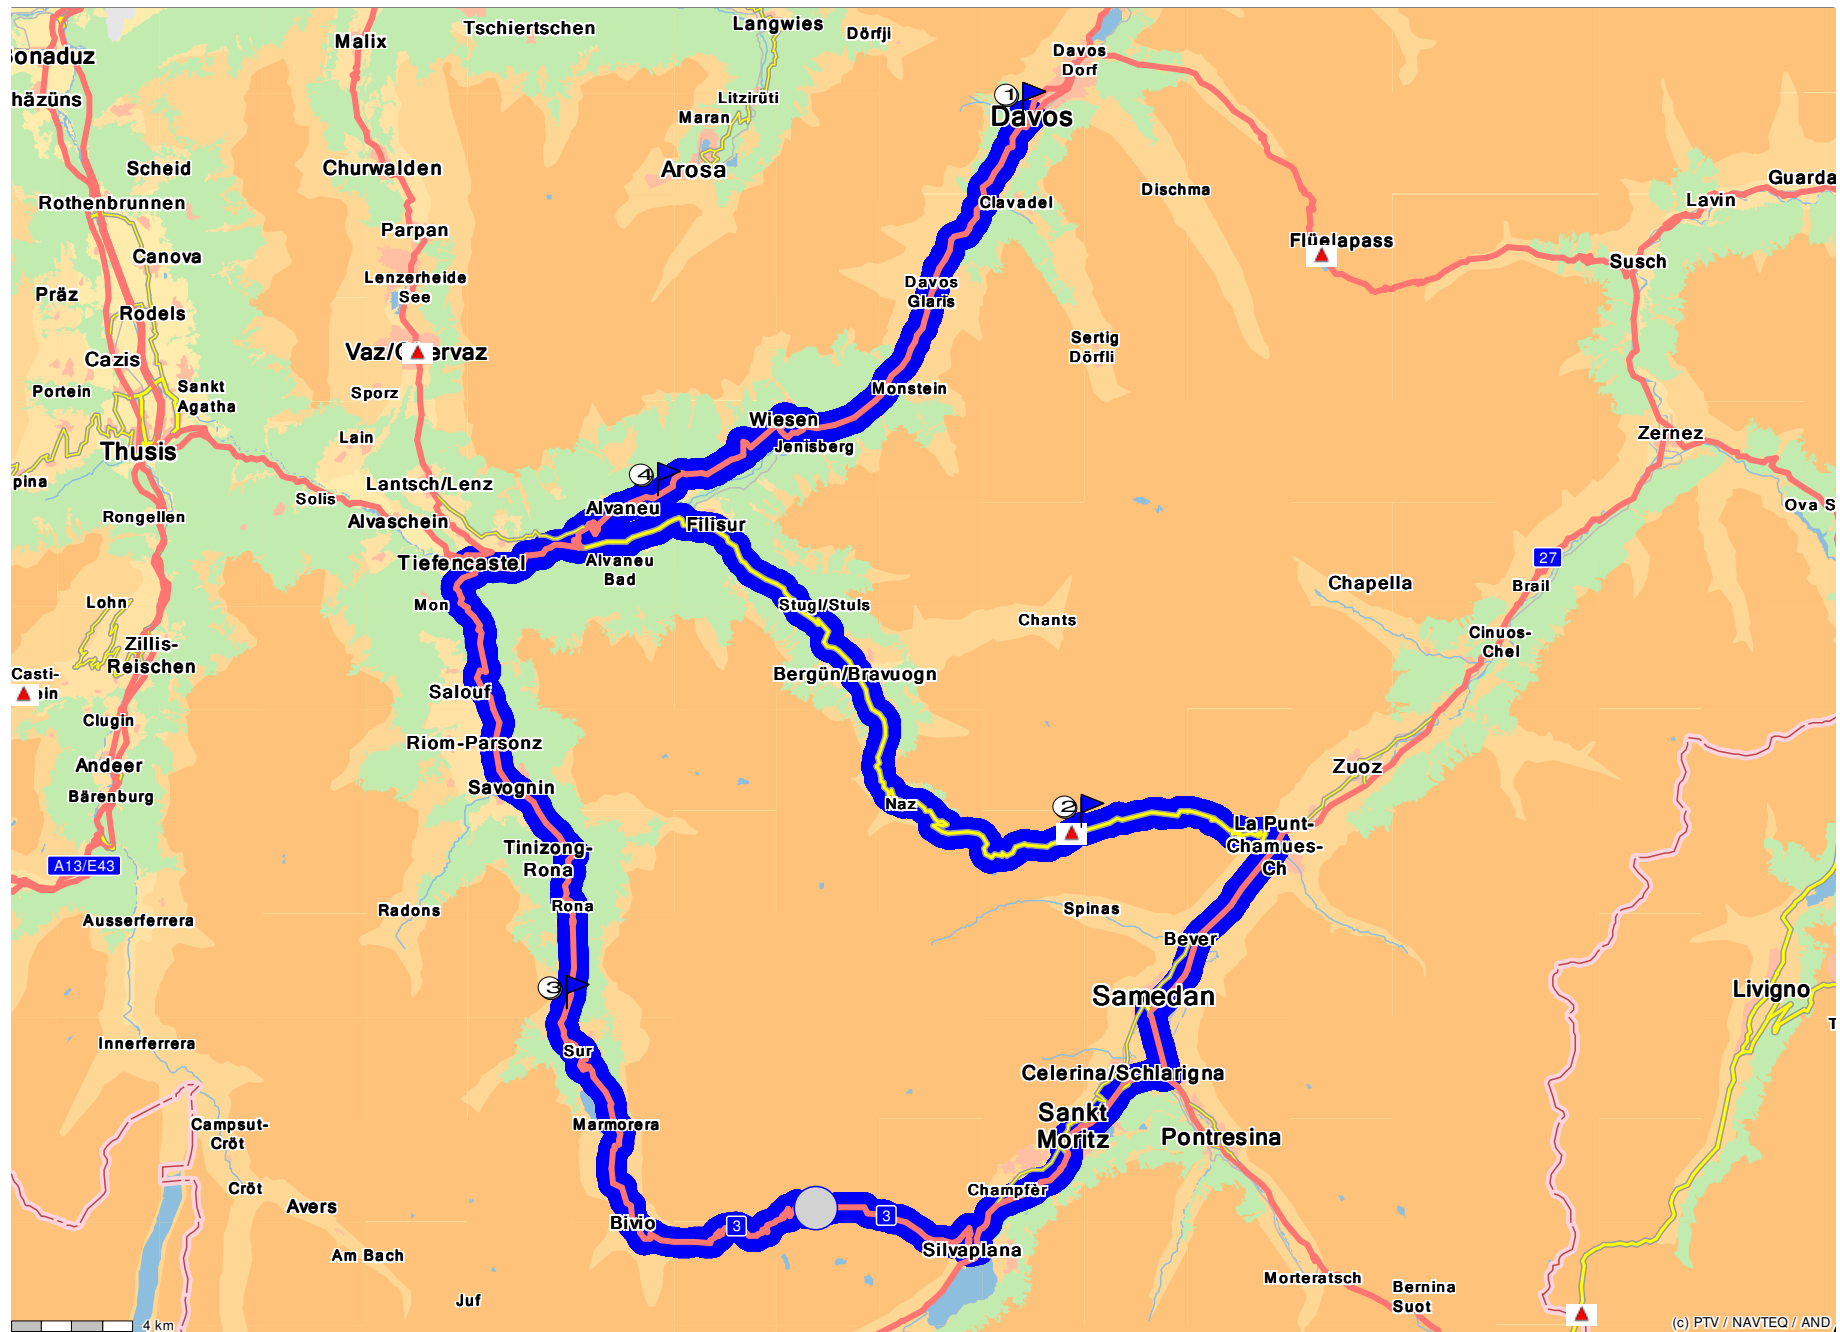 Tschiertschen
Langwies
Dörfji
Malix
Bonaduz
Davos
Dorf
häzüns
Litzirüti
1
Maran
Davos
Scheid
Churwalden
Arosa
Dischma
Guarda
Rothenbrunnen
Clavadel
Lavin
Parpan
Flüelapass
Canova
Susch
Lenzerheide
See
Davos
Glaris
Präz
Rodels
Sertig
Dörfli
Cazis
Portein
Sankt
Agatha
Sporz
Monstein
Wiesen
Zernez
Lain
Jenisberg
Thusis
4
pina
Lantsch/Lenz
Solis
Ova S
Alvaneu
Rongellen
Alvaschein
Filisur
27
Tiefencastel
Alvaneu
Bad
Chapella
Brail
Lohn
Mon
Stugl/Stuls
Chants
Cinuos-
Chel
Zillis-
Reischen
Casti-
Bergün/Bravuogn
Salouf
Clugin
Riom-Parsonz
Andeer
Zuoz
Savognin
Bärenburg
Naz
2
La Punt-
Chamues-
Ch
Tinizong-
Rona
A13/E43
Rona
Radons
Spinas
Ausserferrera
Bever
3
Samedan
Livigno
Innerferrera
Sur
Celerina/Schlarigna
Campsut-
Cröt
Marmorera
Sankt
Moritz
Pontresina
Cröt
Champfèr
Avers
Bivio
3
3
Silvaplana
Am Bach
Morteratsch
Bernina
Suot
Juf
4 km
(c) PTV / NAVTEQ / AND